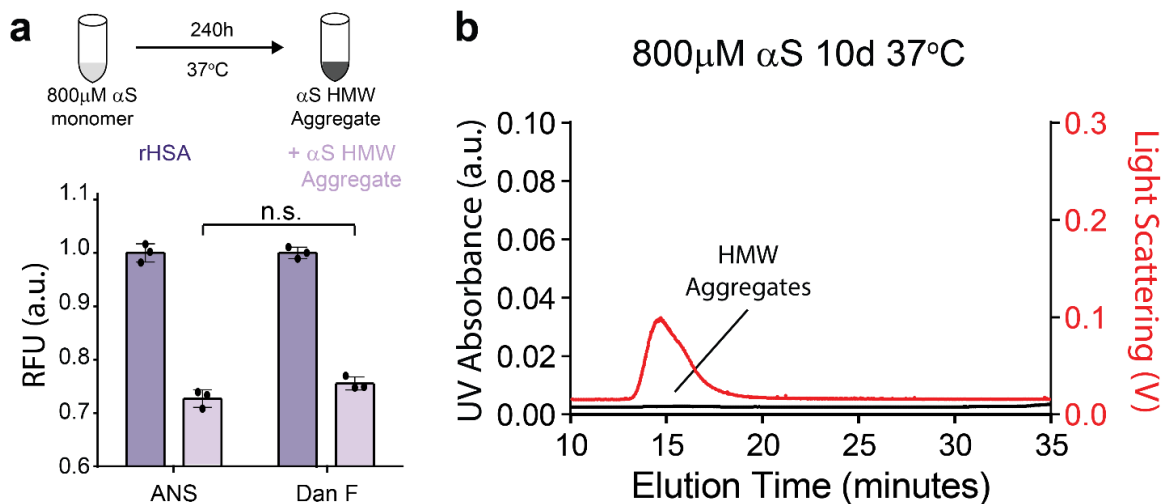 a
240h
37°C
800μM αS
monomer
αS HMW
Aggregate
rHSA
+ αS HMW
Aggregate
n.s.
1.1
1.0
0.9
0.8
0.7
0.6
RFU (a.u.)
ANS
Dan F
b
800μM αS 10d 37°C
UV Absorbance (a.u.)
0.10
0.08
0.06
0.04
0.02
0.00
HMW
Aggregates
0.3
0.2
0.1
0.0
Light Scattering (V)
10
15
20
25
30
35
Elution Time (minutes)